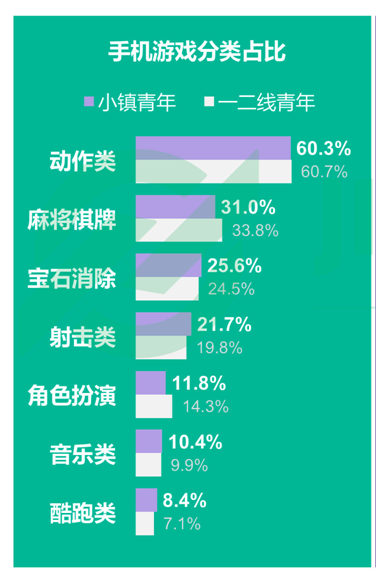 手机游戏分类占比
小镇青年 一二线青年
动作类 60.3%
60.7%
麻将棋牌 31.0%
33.8%
宝石消除 25.6%
24.5%
射击类 21.7%
19.8%
角色扮演 11.8%
14.3%
音乐类 10.4%
9.9%
酷跑类 8.4%
7.1%